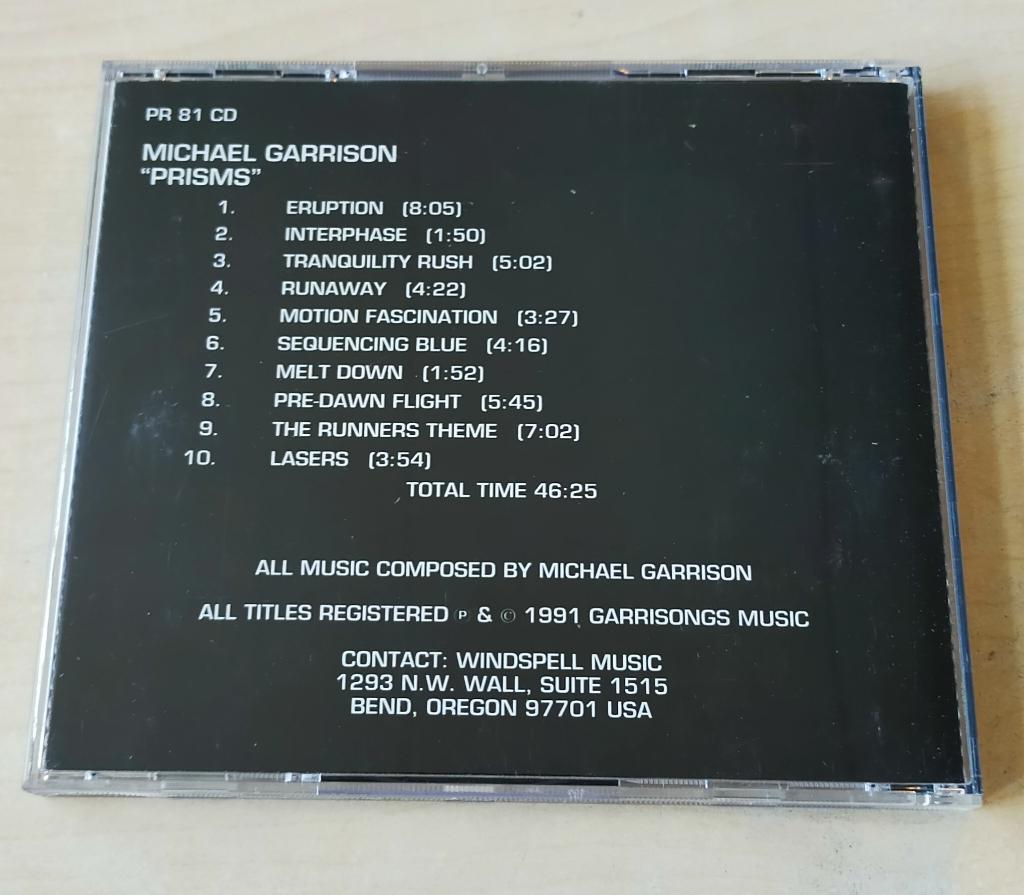 PR 81 CD
MICHAEL GARRISON
“PRISMS”
1. ERUPTION (8:05)
2. INTERPHASE (1:50)
3. TRANQUILITY RUSH (5:02)
4. RUNAWAY (4:22)
5. MOTION FASCINATION (3:27)
6. SEQUENCING BLUE (4:16)
7. MELT DOWN (1:52)
8. PRE-DAWN FLIGHT (5:45)
9. THE RUNNERS THEME (7:02)
10. LASERS (3:54)
TOTAL TIME 46:25
ALL MUSIC COMPOSED BY MICHAEL GARRISON
ALL TITLES REGISTERED ℗ & © 1991 GARRISONGS MUSIC
CONTACT: WINDSPELL MUSIC
1293 N.W. WALL, SUITE 1515
BEND, OREGON 97701 USA